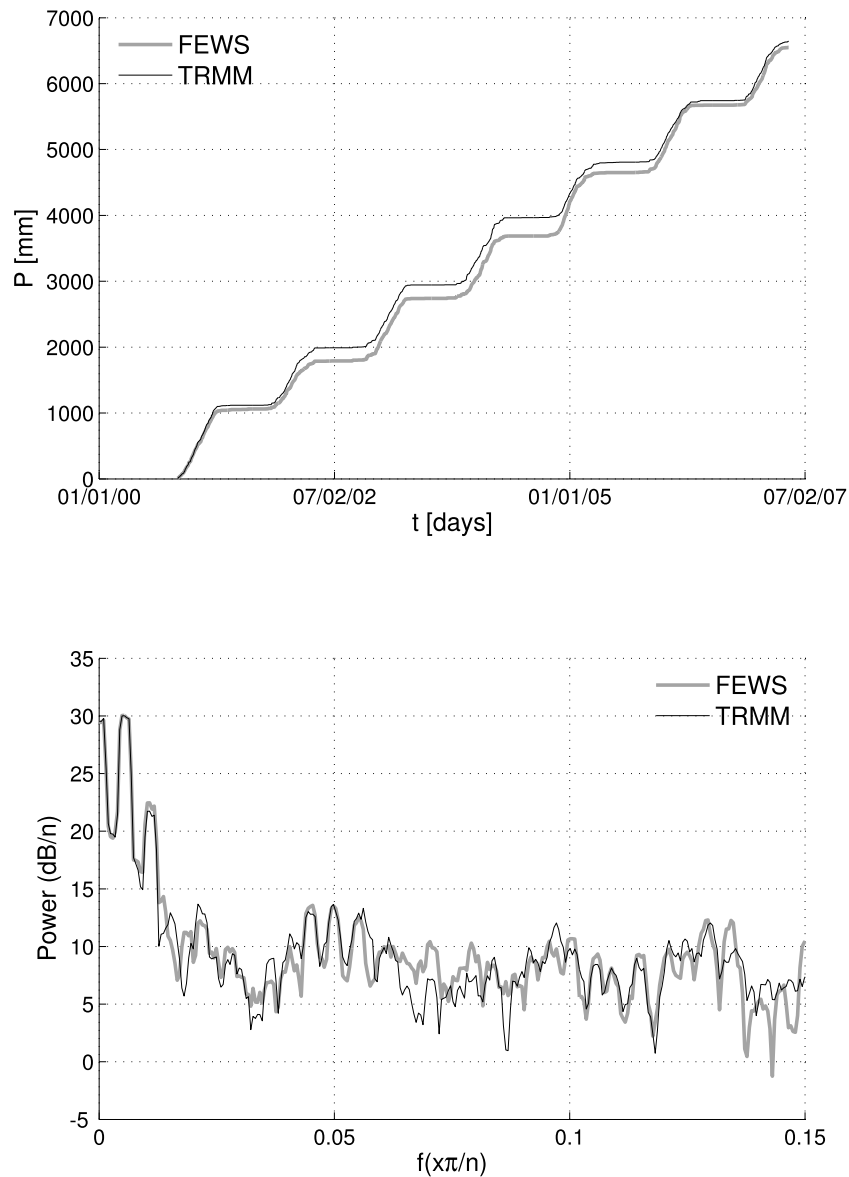 7000
6000
5000
4000
3000
2000
1000
0
P [mm]
FEWS
TRMM
01/01/00 07/02/02 01/01/05 07/02/07
t [days]
35
30
25
20
15
10
5
0
-5
Power (dB/n)
FEWS
TRMM
0 0.05 0.1 0.15
f(xπ/n)